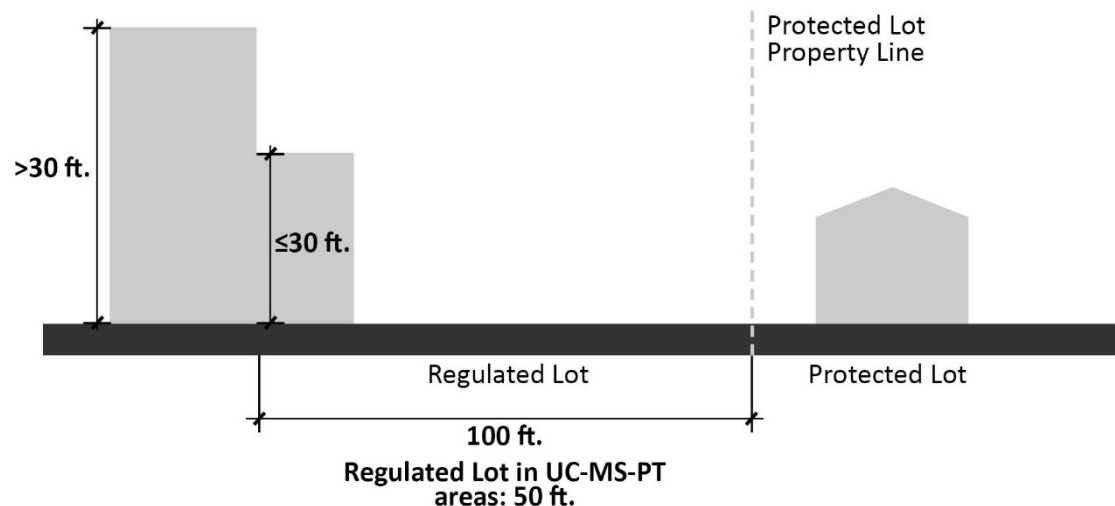 Protected Lot
Property Line
>30 ft.
≤30 ft.
Regulated Lot
Protected Lot
100 ft.
Regulated Lot in UC-MS-PT
areas: 50 ft.